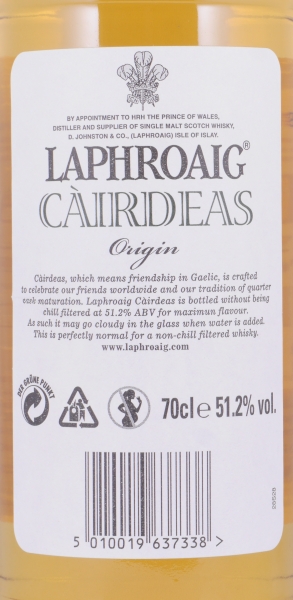 BY APPOINTMENT TO HRH THE PRINCE OF WALES,
DISTILLER AND SUPPLIER OF SINGLE MALT SCOTCH WHISKY,
D. JOHNSTON & CO., (LAPHROAIG) ISLE OF ISLAY.
LAPHROAIG®
CÀIRDEAS
Origin
Càirdeas, which means friendship in Gaelic, is crafted
to celebrate our friends worldwide and our tradition of quarter
cask maturation. Laphroaig Càirdeas is bottled without being
chill filtered at 51.2% ABV for maximun flavour.
As such it may go cloudy in the glass when water is added.
This is perfectly normal for a non-chill filtered whisky.
www.laphroaig.com
DER GRÜNE PUNKT
70cl e 51.2% vol.
5 010019 637338 >